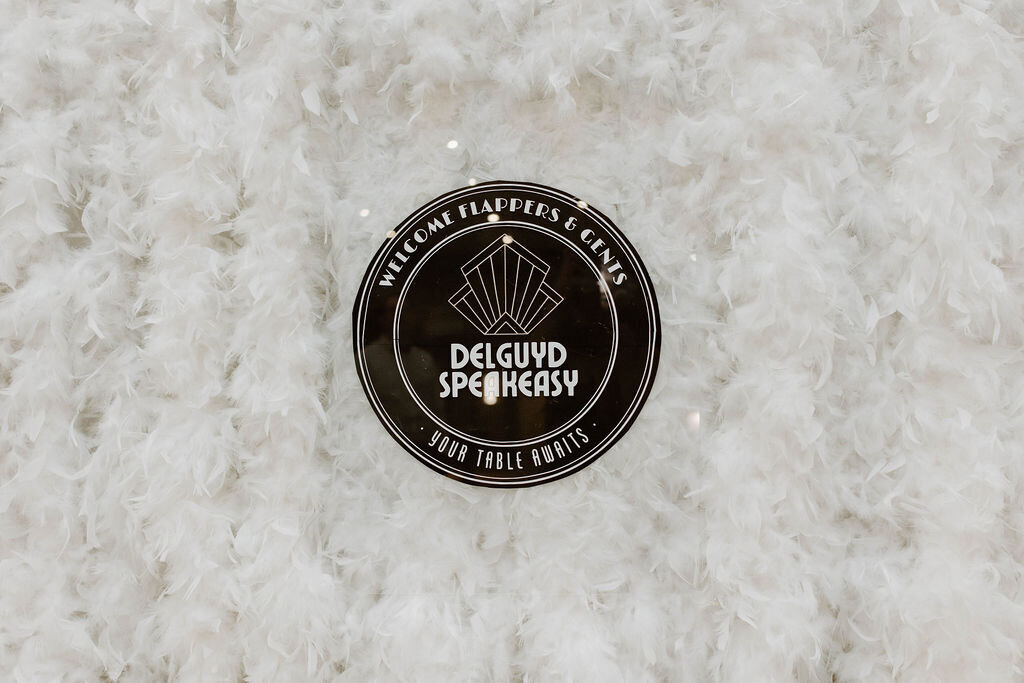 WELCOME FLAPPERS & GENTS
DELGUYD
SPEAKEASY
· YOUR TABLE AWAITS ·